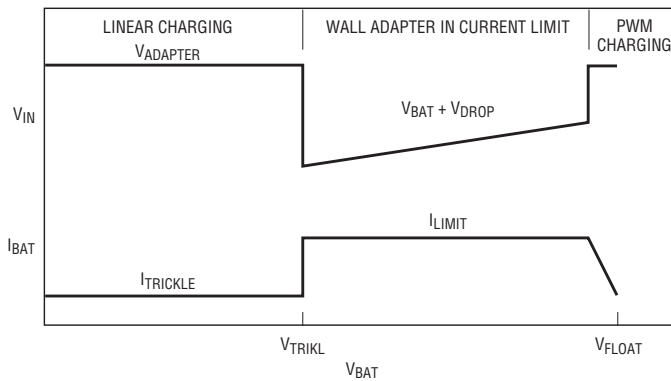 LINEAR CHARGING
WALL ADAPTER IN CURRENT LIMIT
PWM
CHARGING
VADAPTER
VIN
VBAT + VDROP
IBAT
ILIMIT
ITRICKLE
VTRIKL
VFLOAT
VBAT